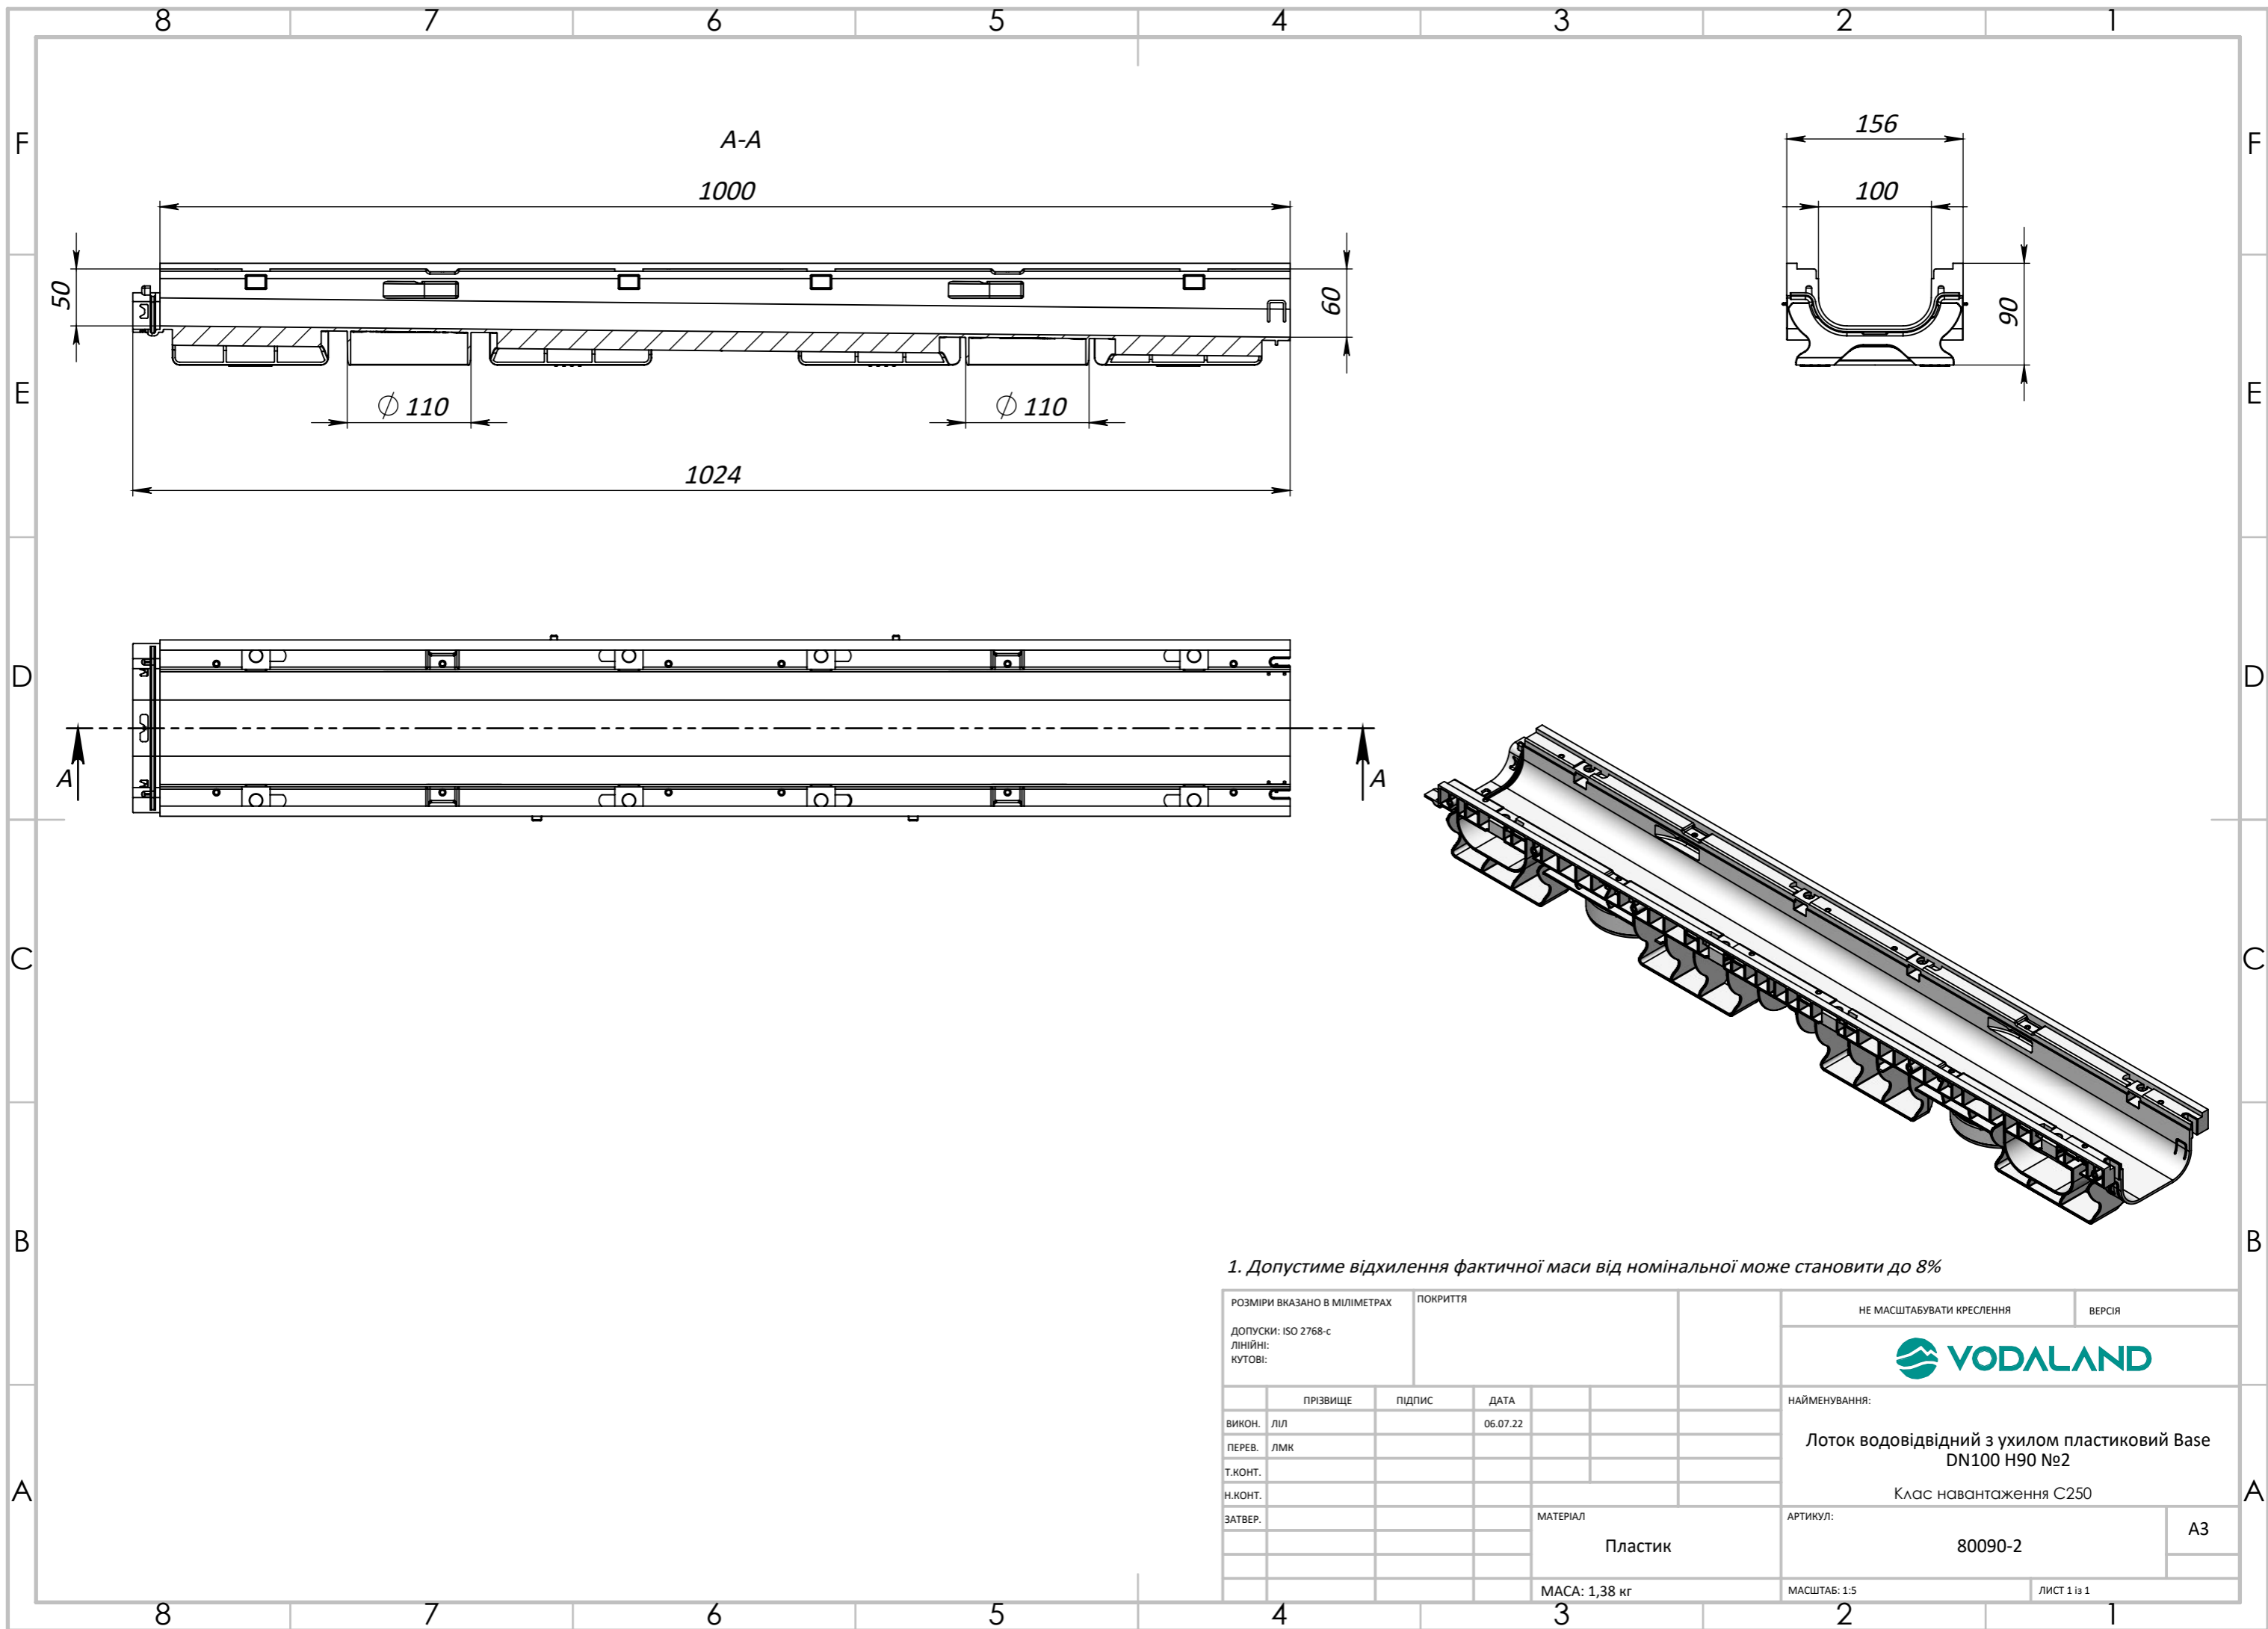 8 7 6 5 4 3 2 1
F F
A-A
156
1000
100
50
60
90
E E
⌀ 110 ⌀ 110
1024
D D
A A
C C
B B
1. Допустиме відхилення фактичної маси від номінальної може становити до 8%
РОЗМІРИ ВКАЗАНО В МІЛІМЕТРАХ
ПОКРИТТЯ
НЕ МАСШТАБУВАТИ КРЕСЛЕННЯ
ВЕРСІЯ
ДОПУСКИ: ISO 2768-c
ЛІНІЙНІ:
КУТОВІ:
VODALAND
ПРІЗВИЩЕ ПІДПИС ДАТА
НАЙМЕНУВАННЯ:
ВИКОН. ЛІЛ 06.07.22
ПЕРЕВ. ЛМК
Т.КОНТ.
Н.КОНТ.
ЗАТВЕР.
Лоток водовідвідний з ухилом пластиковий Base
DN100 H90 №2
Клас навантаження C250
A A
МАТЕРІАЛ
Пластик
АРТИКУЛ:
80090-2
A3
МАСА: 1,38 кг
МАСШТАБ: 1:5
ЛИСТ 1 із 1
8 7 6 5 4 3 2 1